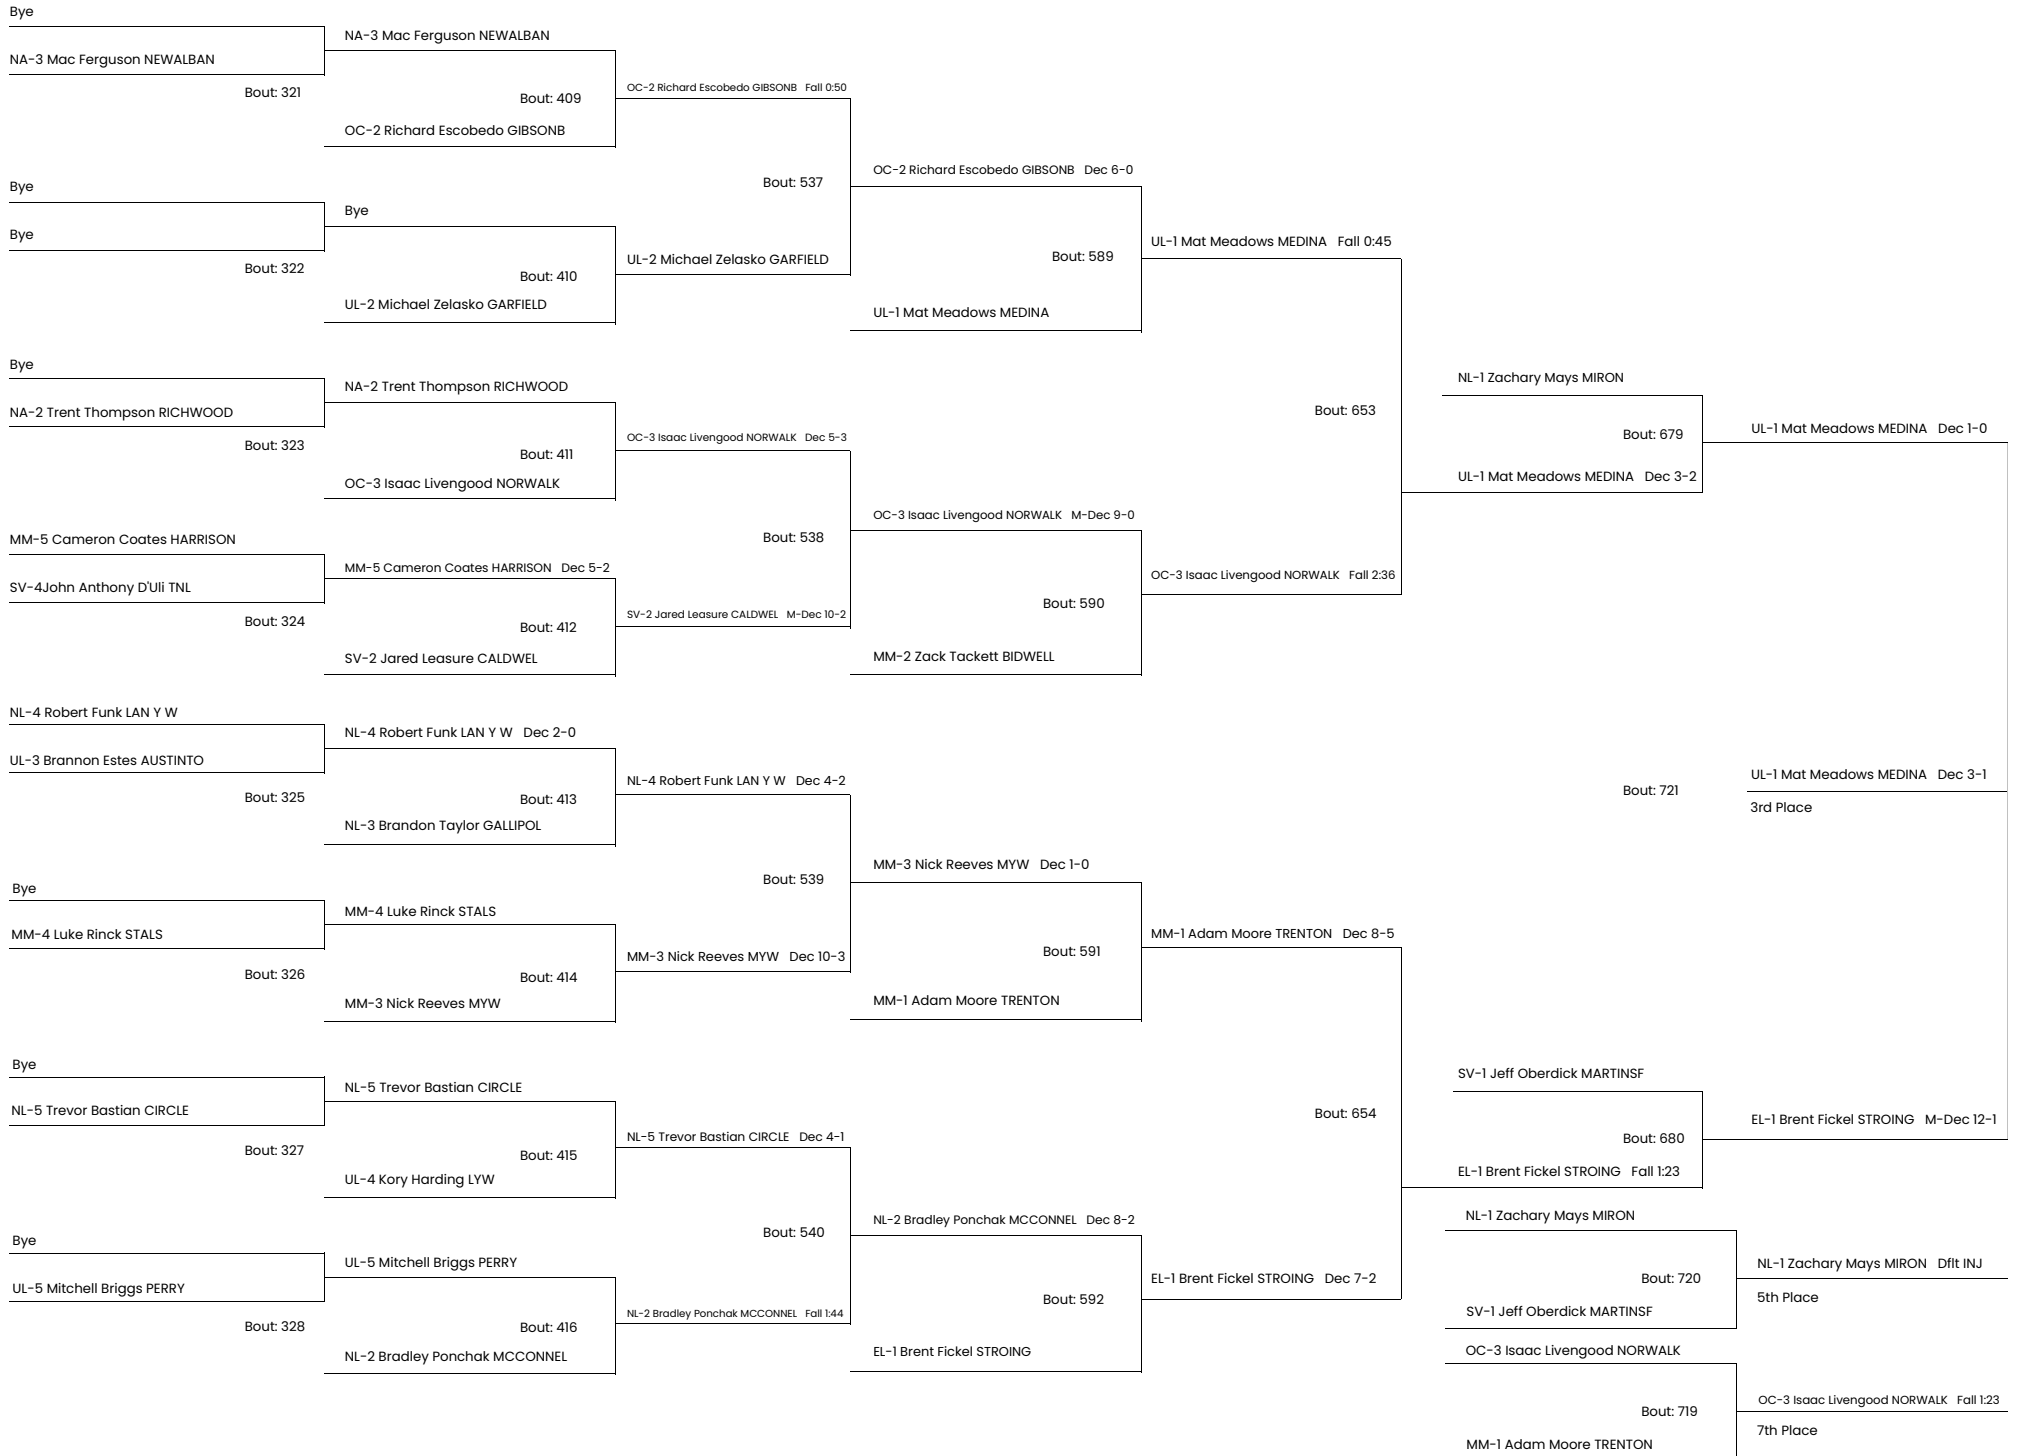 Bye
NA-3 Mac Ferguson NEWALBAN
Bout: 321
Bye
Bye
Bout: 322
Bye
NA-2 Trent Thompson RICHWOOD
Bout: 323
MM-5 Cameron Coates HARRISON
SV-4John Anthony D'Uli TNL
Bout: 324
NL-4 Robert Funk LAN Y W
UL-3 Brannon Estes AUSTINTO
Bout: 325
Bye
MM-4 Luke Rinck STALS
Bout: 326
Bye
NL-5 Trevor Bastian CIRCLE
Bout: 327
Bye
UL-5 Mitchell Briggs PERRY
Bout: 328
NA-3 Mac Ferguson NEWALBAN
Bout: 409
OC-2 Richard Escobedo GIBSONB
Bye
Bout: 410
UL-2 Michael Zelasko GARFIELD
NA-2 Trent Thompson RICHWOOD
Bout: 411
OC-3 Isaac Livengood NORWALK
MM-5 Cameron Coates HARRISON Dec 5-2
Bout: 412
SV-2 Jared Leasure CALDWEL
NL-4 Robert Funk LAN Y W Dec 2-0
Bout: 413
NL-3 Brandon Taylor GALLIPOL
MM-4 Luke Rinck STALS
Bout: 414
MM-3 Nick Reeves MYW
NL-5 Trevor Bastian CIRCLE
Bout: 415
UL-4 Kory Harding LYW
UL-5 Mitchell Briggs PERRY
Bout: 416
NL-2 Bradley Ponchak MCCONNEL
OC-2 Richard Escobedo GIBSONB Fall 0:50
Bout: 537
UL-2 Michael Zelasko GARFIELD
OC-3 Isaac Livengood NORWALK Dec 5-3
Bout: 538
SV-2 Jared Leasure CALDWEL M-Dec 10-2
NL-4 Robert Funk LAN Y W Dec 4-2
Bout: 539
MM-3 Nick Reeves MYW Dec 10-3
NL-5 Trevor Bastian CIRCLE Dec 4-1
Bout: 540
NL-2 Bradley Ponchak MCCONNEL Fall 1:44
OC-2 Richard Escobedo GIBSONB Dec 6-0
Bout: 589
UL-1 Mat Meadows MEDINA
OC-3 Isaac Livengood NORWALK M-Dec 9-0
Bout: 590
MM-2 Zack Tackett BIDWELL
MM-3 Nick Reeves MYW Dec 1-0
Bout: 591
MM-1 Adam Moore TRENTON
NL-2 Bradley Ponchak MCCONNEL Dec 8-2
Bout: 592
EL-1 Brent Fickel STROING
UL-1 Mat Meadows MEDINA Fall 0:45
Bout: 653
OC-3 Isaac Livengood NORWALK Fall 2:36
MM-1 Adam Moore TRENTON Dec 8-5
Bout: 654
EL-1 Brent Fickel STROING Dec 7-2
NL-1 Zachary Mays MIRON
Bout: 679
UL-1 Mat Meadows MEDINA Dec 3-2
SV-1 Jeff Oberdick MARTINSF
Bout: 680
EL-1 Brent Fickel STROING Fall 1:23
UL-1 Mat Meadows MEDINA Dec 1-0
Bout: 721
UL-1 Mat Meadows MEDINA Dec 3-1
3rd Place
EL-1 Brent Fickel STROING M-Dec 12-1
NL-1 Zachary Mays MIRON
Bout: 720
SV-1 Jeff Oberdick MARTINSF
NL-1 Zachary Mays MIRON Dflt INJ
5th Place
OC-3 Isaac Livengood NORWALK
Bout: 719
MM-1 Adam Moore TRENTON
OC-3 Isaac Livengood NORWALK Fall 1:23
7th Place